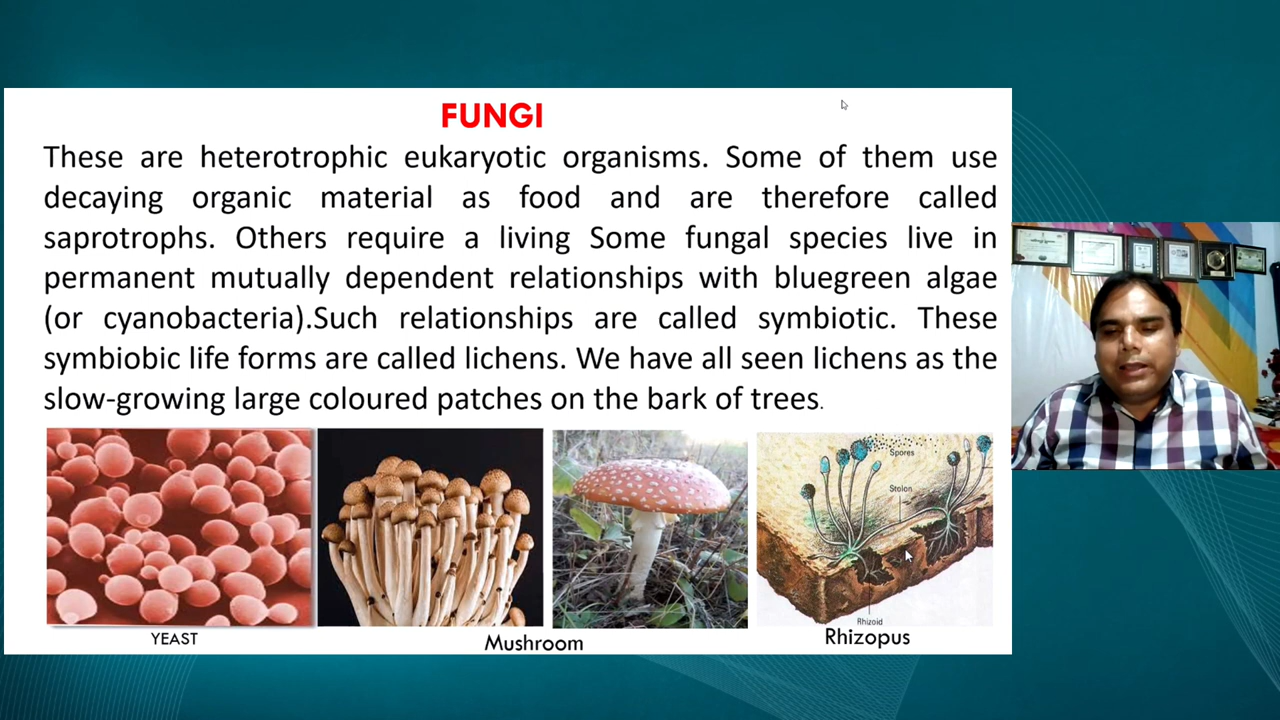 FUNGI
These are heterotrophic eukaryotic organisms. Some of them use
decaying organic material as food and are therefore called
saprotrophs. Others require a living Some fungal species live in
permanent mutually dependent relationships with bluegreen algae
(or cyanobacteria).Such relationships are called symbiotic. These
symbiobic life forms are called lichens. We have all seen lichens as the
slow-growing large coloured patches on the bark of trees.
Spores
Stolon
Rhizoid
YEAST
Mushroom
Rhizopus